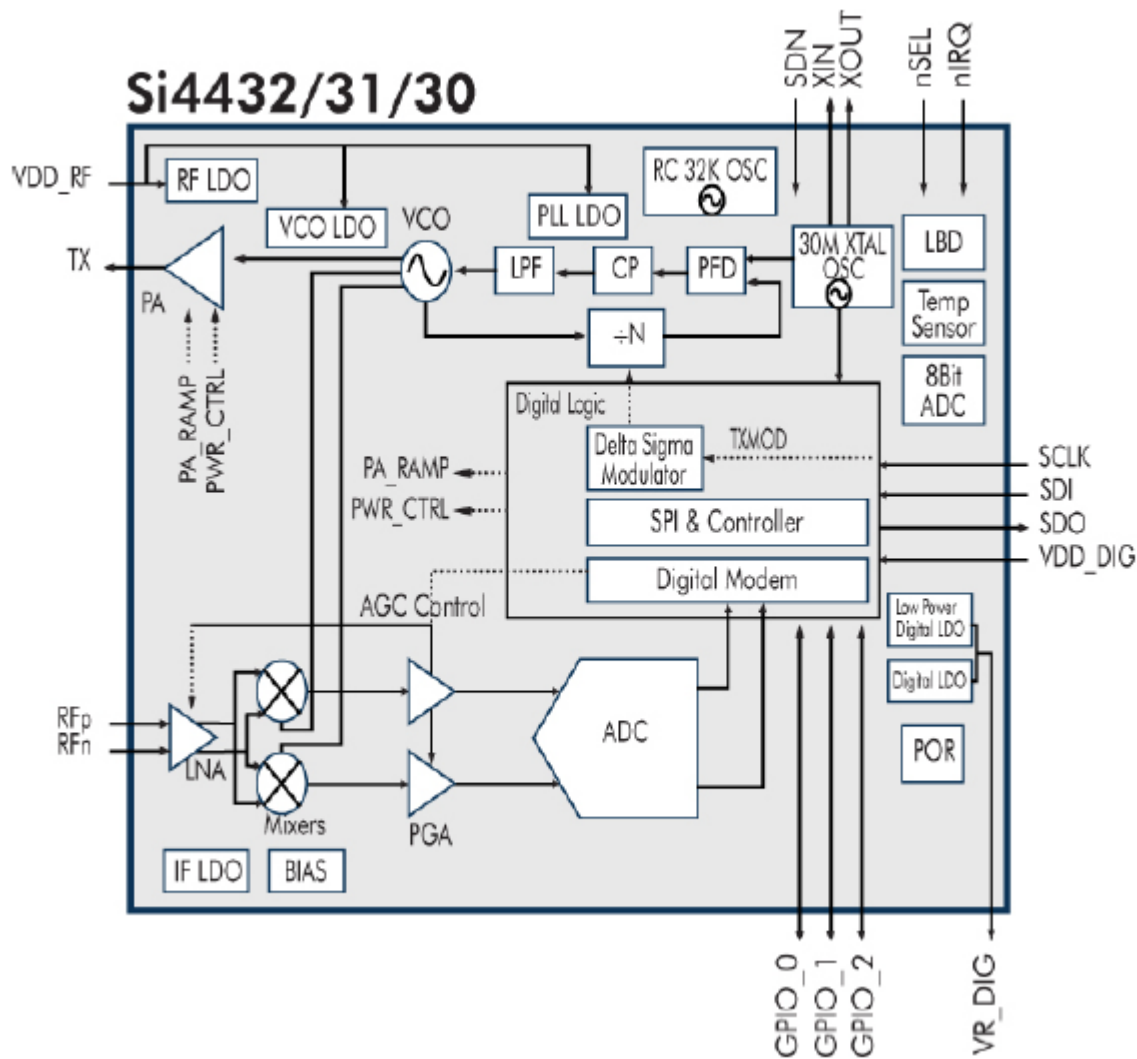 Si4432/31/30
SDN
XIN
XOUT
nSEL
nIRQ
VDD_RF
RF LDO
VCO LDO
VCO
PLL LDO
RC 32K OSC
30M XTAL
OSC
LBD
TX
PA
LPF
CP
PFD
Temp
Sensor
÷N
8Bit
ADC
PA_RAMP
PWR_CTRL
Digital Logic
Delta Sigma
Modulator
TXMOD
PA_RAMP
PWR_CTRL
SPI & Controller
Digital Modem
SCLK
SDI
SDO
VDD_DIG
AGC Control
Low Power
Digital LDO
Digital LDO
RFp
RFn
LNA
Mixers
PGA
ADC
POR
IF LDO
BIAS
GPIO_0
GPIO_1
GPIO_2
VR_DIG